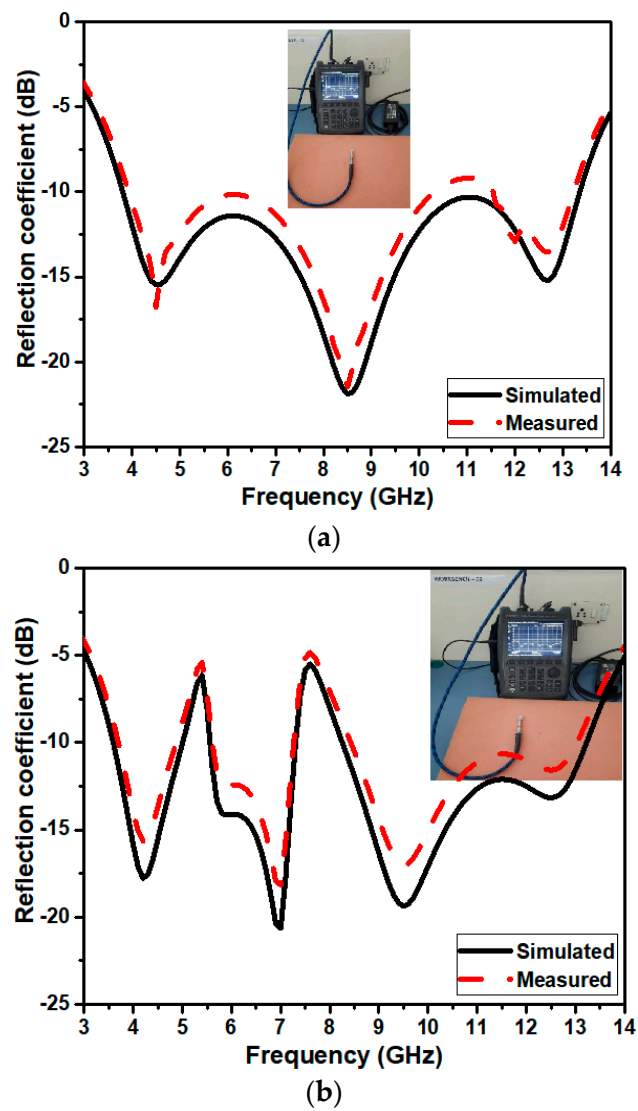 0
-5
-10
-15
-20
-25
Reflection coefficient (dB)
Simulated
Measured
3 4 5 6 7 8 9 10 11 12 13 14
Frequency (GHz)
(a)
0
-5
-10
-15
-20
-25
Reflection coefficient (dB)
Simulated
Measured
3 4 5 6 7 8 9 10 11 12 13 14
Frequency (GHz)
(b)